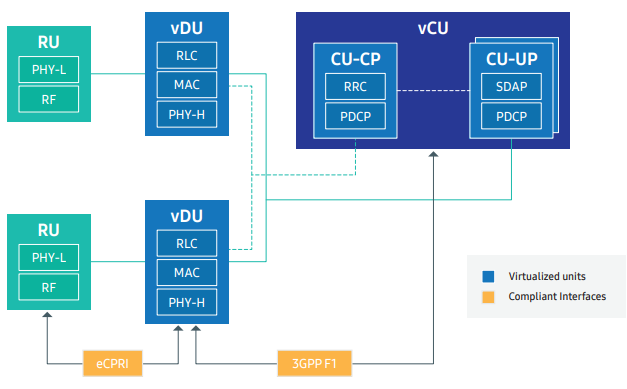 vCU
RU
PHY-L
RF
vDU
RLC
MAC
PHY-H
CU-CP
RRC
PDCP
CU-UP
SDAP
PDCP
RU
PHY-L
RF
vDU
RLC
MAC
PHY-H
Virtualized units
Compliant Interfaces
eCPRI
3GPP F1